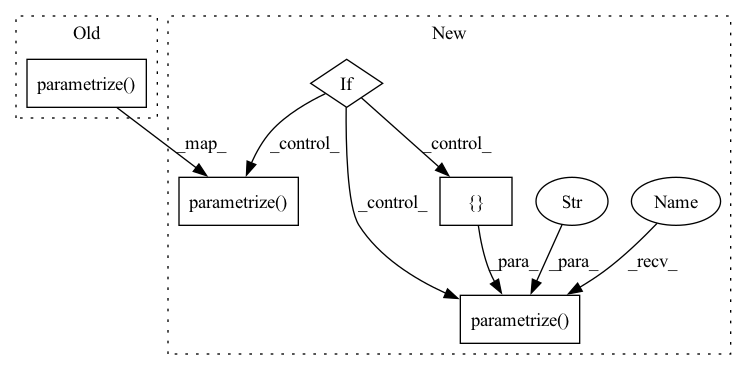 Old
New
parametrize()
If
_map_
_control_
_control_
parametrize()
_control_
{}
Str
Name
_para_
_para_
_recv_
parametrize()